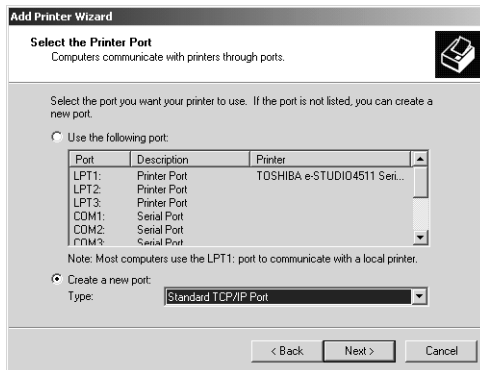 Add Printer Wizard
Select the Printer Port
Computers communicate with printers through ports.
Select the port you want your printer to use. If the port is not listed, you can create a
new port.
Use the following port:
Port Description Printer
LPT1: Printer Port TOSHIBA e-STUDIO4511 Seri...
LPT2: Printer Port
LPT3: Printer Port
COM1: Serial Port
COM2: Serial Port
COM3: Serial Port
Note: Most computers use the LPT1: port to communicate with a local printer.
Create a new port:
Type: Standard TCP/IP Port
< Back Next > Cancel